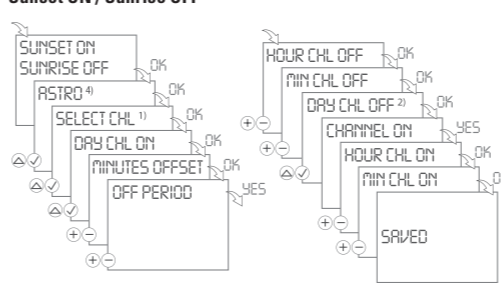 Sunset ON / Sunrise OFF
SUNSET ON
SUNRISE OFF
OK
ASTRO 4)
OK
SELECT CHL 1)
OK
DAY CHL ON
OK
MINUTES OFFSET
OK
OFF PERIOD
YES
HOUR CHL OFF
OK
MIN CHL OFF
OK
DAY CHL OFF 2)
OK
CHANNEL ON
YES
HOUR CHL ON
OK
MIN CHL ON
SAVED